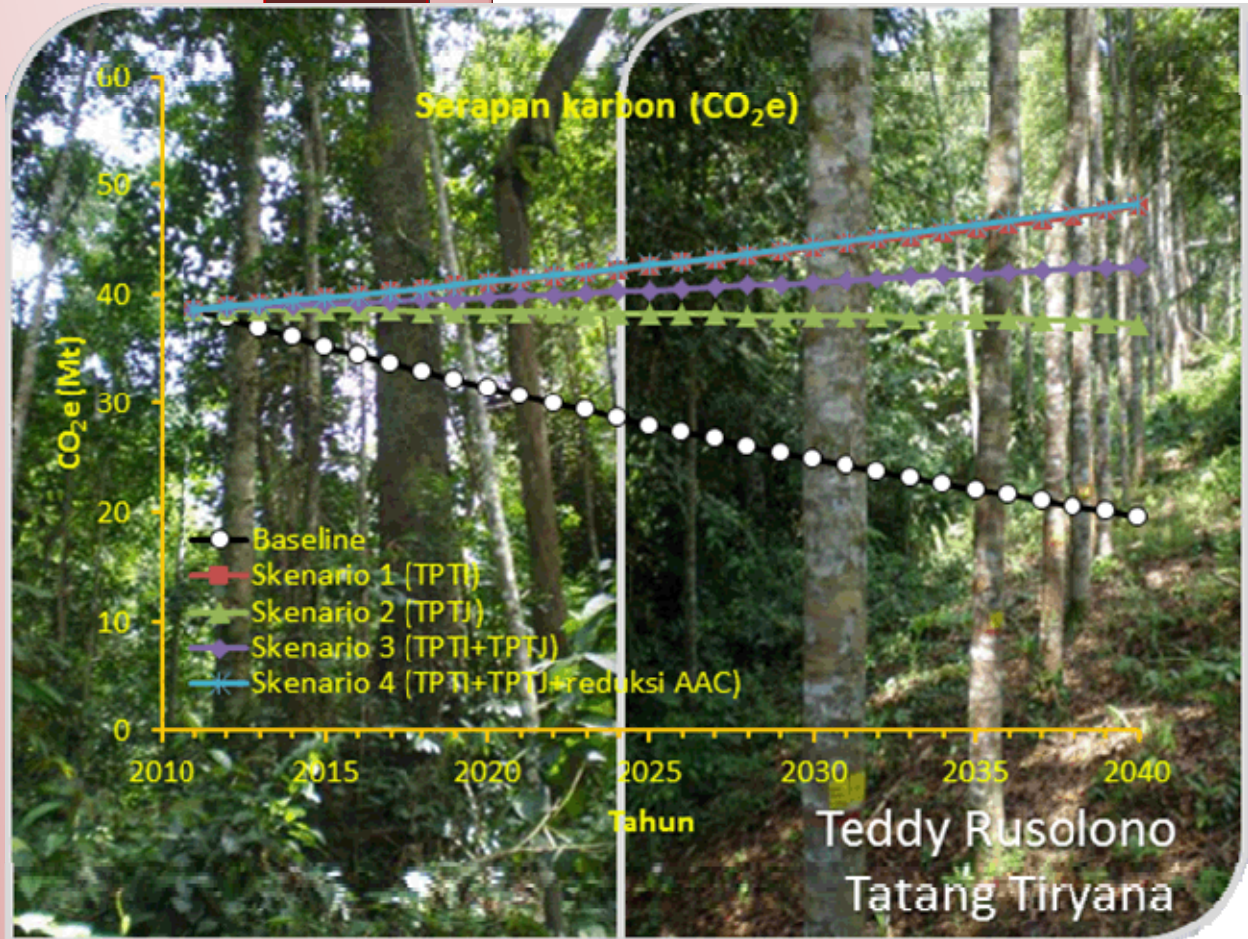 Serapan karbon (CO₂e)
60
50
40
30
20
10
0
CO₂e (Mt)
Baseline
Skenario 1 (TPTI)
Skenario 2 (TPTJ)
Skenario 3 (TPTI+TPTJ)
Skenario 4 (TPTI+TPTJ+reduksi AAC)
2010 2015 2020 2025 2030 2035 2040
Tahun
Teddy Rusolono
Tatang Tiryana